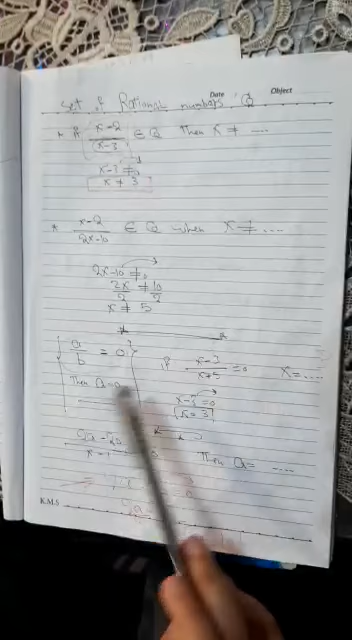 Date Object
Set of Rational numbers Q
* if x-2/x-3 ∈ Q Then x ≠ ....
x-3 ≠ 0
x ≠ 3
* x-2/2x-10 ∈ Q when x ≠ ...
2x-10 ≠ 0
2x/2 ≠ 10/2
x ≠ 5
a/b = 0
Then a=0
if x-3/x+5 = 0 x=....
x-3=0
x=3
Then a= ....
K.M.S